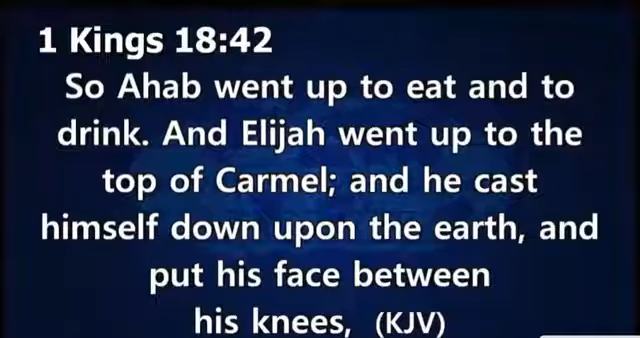 1 Kings 18:42
So Ahab went up to eat and to
drink. And Elijah went up to the
top of Carmel; and he cast
himself down upon the earth, and
put his face between
his knees, (KJV)